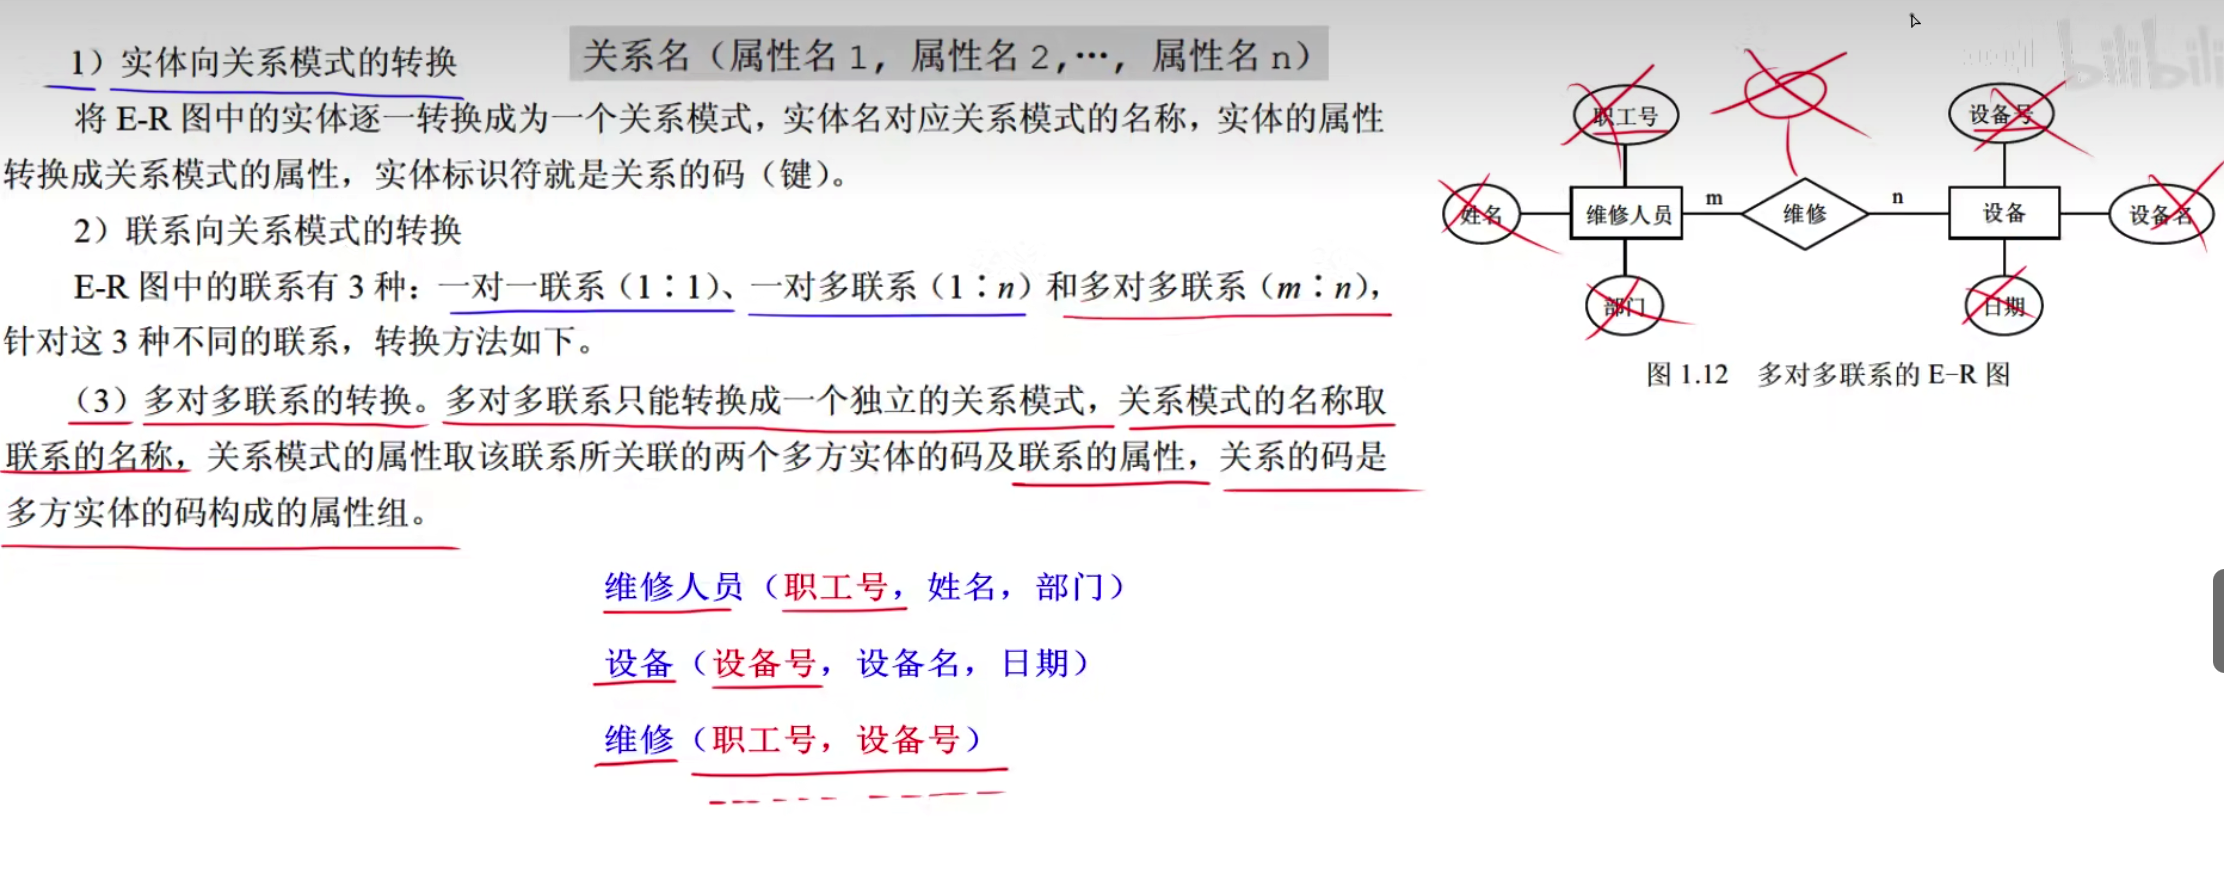 1）实体向关系模式的转换
关系名（属性名1，属性名2,…，属性名n）
将 E-R 图中的实体逐一转换成为一个关系模式，实体名对应关系模式的名称，实体的属性
转换成关系模式的属性，实体标识符就是关系的码（键）。
2）联系向关系模式的转换
E-R 图中的联系有 3 种：一对一联系（1∶1）、一对多联系（1∶n）和多对多联系（m∶n），
针对这 3 种不同的联系，转换方法如下。
（3）多对多联系的转换。多对多联系只能转换成一个独立的关系模式，关系模式的名称取
联系的名称，关系模式的属性取该联系所关联的两个多方实体的码及联系的属性，关系的码是
多方实体的码构成的属性组。
维修人员（职工号，姓名，部门）
设备（设备号，设备名，日期）
维修（职工号，设备号）
bilibili
职工号
设备号
姓名
维修人员
m
维修
n
设备
设备名
部门
日期
图 1.12 多对多联系的 E-R 图